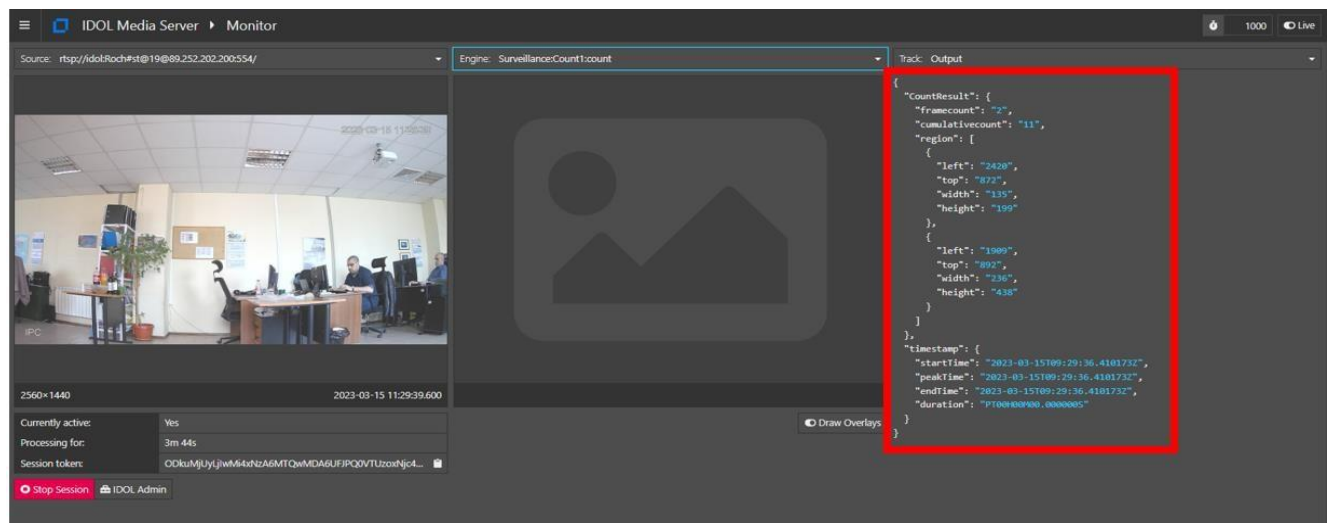 IDOL Media Server ▸ Monitor
1000 Live
Source: rtsp://idol:Roch#st@19@89.252.202.200:554/
Engine: Surveillance:Count1:count
Track: Output
IPC
2560×1440 2023-03-15 11:29:39.600
Currently active: Yes
Processing for: 3m 44s
Session token:
Stop Session IDOL Admin
Draw Overlays
{
"CountResult": {
"framecount": "2",
"cumulativecount": "11",
"region": [
{
"left": "2420",
"top": "872",
"width": "135",
"height": "199"
},
{
"left": "1909",
"top": "892",
"width": "236",
"height": "438"
}
]
},
"timestamp": {
"startTime": "2023-03-15T09:29:36.410173Z",
"peakTime": "2023-03-15T09:29:36.410173Z",
"endTime": "2023-03-15T09:29:36.410173Z",
"duration": "PT00H00M00.000000S"
}
}